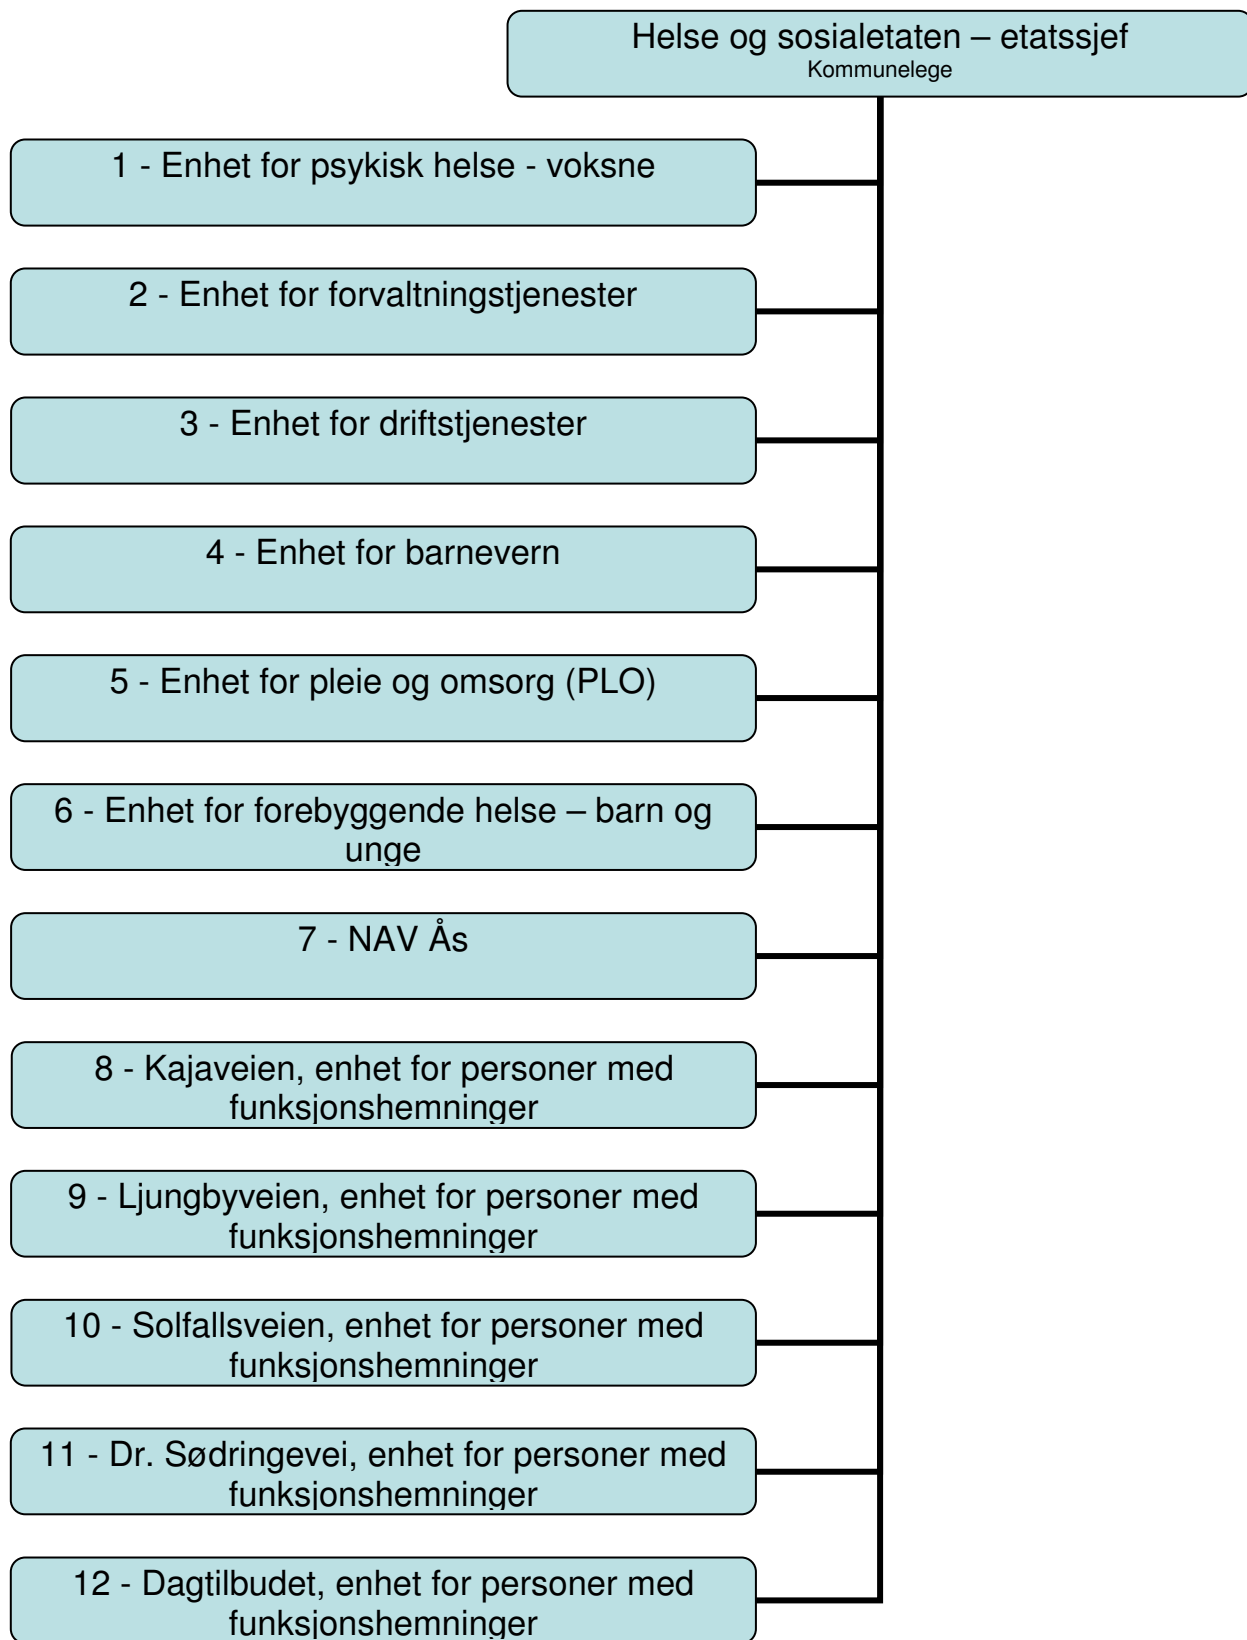 Helse og sosialetaten – etatssjef
Kommunelege
1 - Enhet for psykisk helse - voksne
2 - Enhet for forvaltningstjenester
3 - Enhet for driftstjenester
4 - Enhet for barnevern
5 - Enhet for pleie og omsorg (PLO)
6 - Enhet for forebyggende helse – barn og
unge
7 - NAV Ås
8 - Kajaveien, enhet for personer med
funksjonshemninger
9 - Ljungbyveien, enhet for personer med
funksjonshemninger
10 - Solfallsveien, enhet for personer med
funksjonshemninger
11 - Dr. Sødringevei, enhet for personer med
funksjonshemninger
12 - Dagtilbudet, enhet for personer med
funksjonshemninger